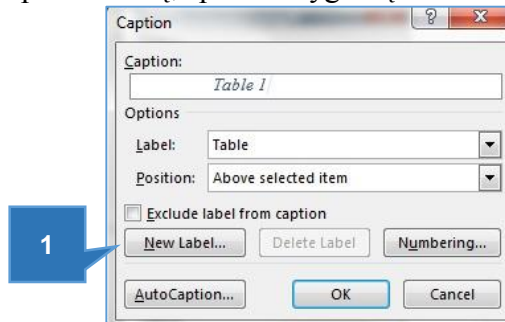 Caption
? x
Caption:
Table 1
Options
Label: Table
Position: Above selected item
Exclude label from caption
1
New Label... Delete Label Numbering...
AutoCaption... OK Cancel